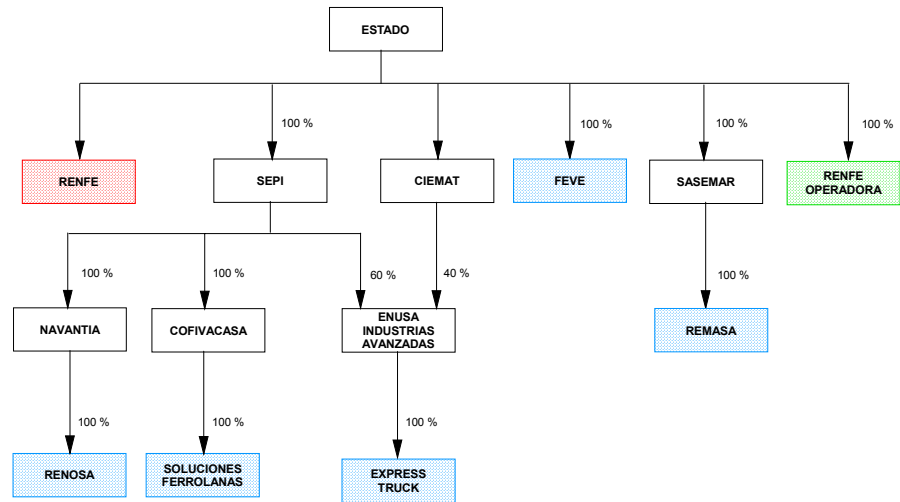 ESTADO
100 %
100 %
100 %
100 %
RENFE
SEPI
CIEMAT
FEVE
SASEMAR
RENFE
OPERADORA
100 %
100 %
60 %
40 %
100 %
NAVANTIA
COFIVACASA
ENUSA
INDUSTRIAS
AVANZADAS
REMASA
100 %
100 %
100 %
RENOSA
SOLUCIONES
FERROLANAS
EXPRESS
TRUCK